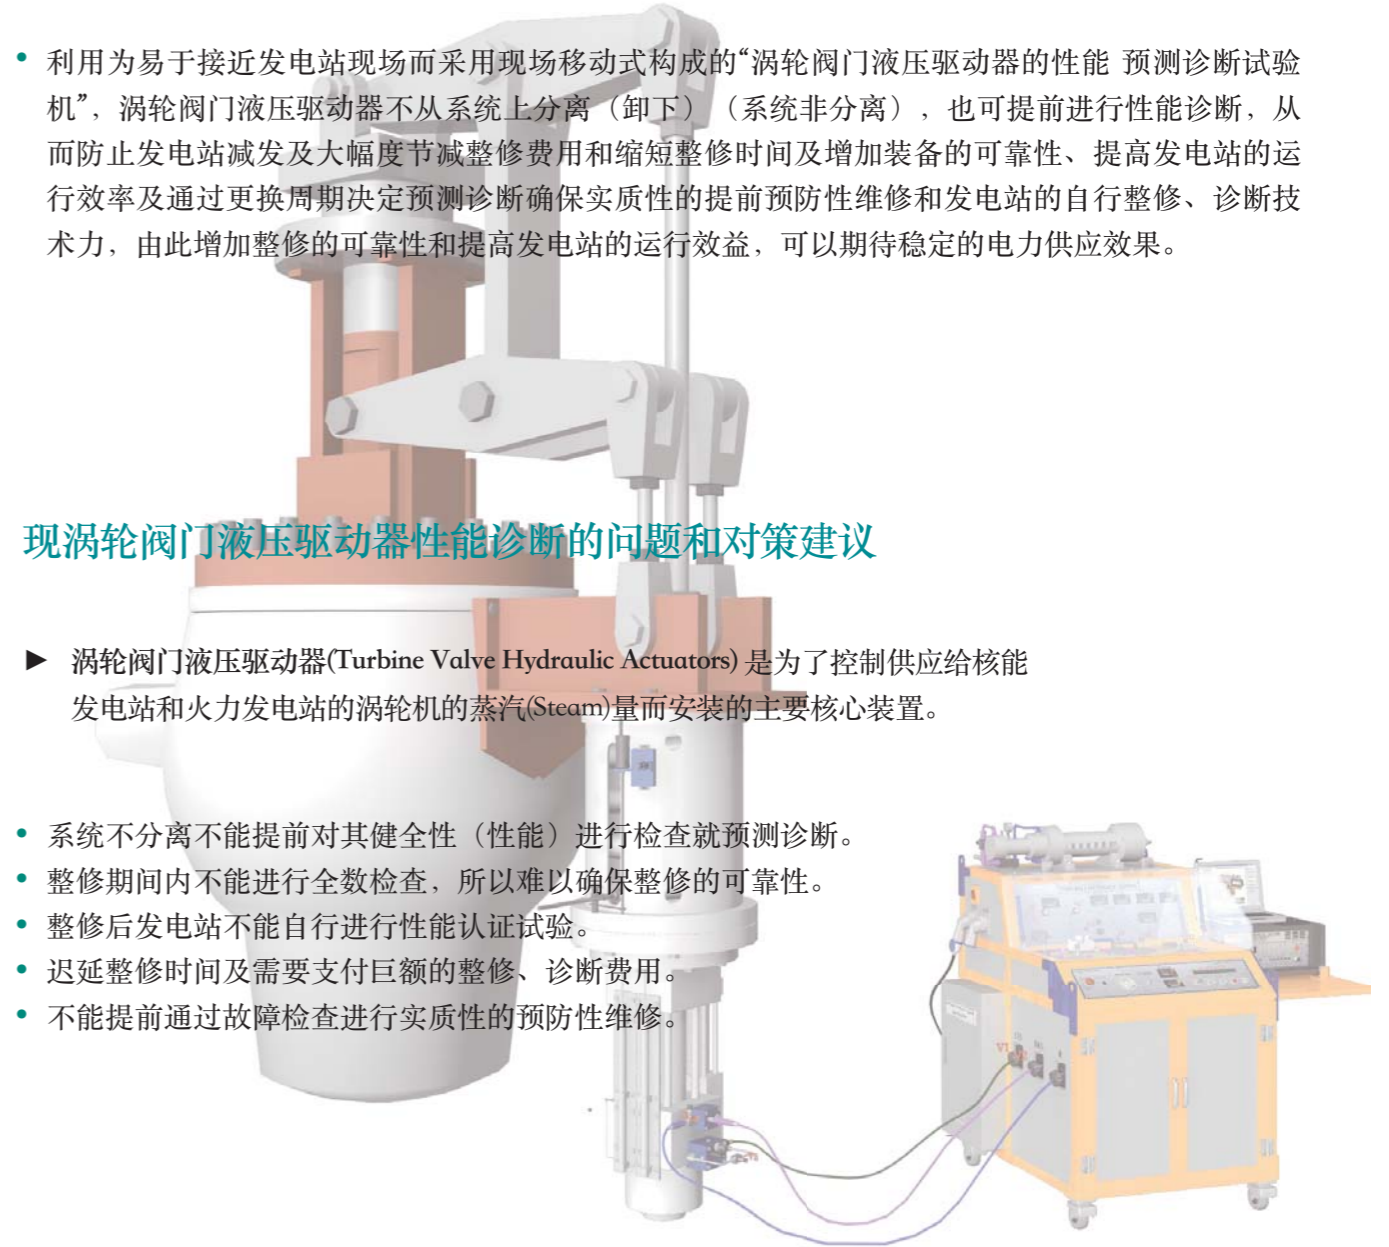 • 利用为易于接近发电站现场而采用现场移动式构成的“涡轮阀门液压驱动器的性能 预测诊断试验
机”，涡轮阀门液压驱动器不从系统上分离（卸下）（系统非分离），也可提前进行性能诊断，从
而防止发电站减发及大幅度节减整修费用和缩短整修时间及增加装备的可靠性、提高发电站的运
行效率及通过更换周期决定预测诊断确保实质性的提前预防性维修和发电站的自行整修、诊断技
术力，由此增加整修的可靠性和提高发电站的运行效益，可以期待稳定的电力供应效果。
现涡轮阀门液压驱动器性能诊断的问题和对策建议
► 涡轮阀门液压驱动器(Turbine Valve Hydraulic Actuators) 是为了控制供应给核能
发电站和火力发电站的涡轮机的蒸汽(Steam)量而安装的主要核心装置。
• 系统不分离不能提前对其健全性（性能）进行检查就预测诊断。
• 整修期间内不能进行全数检查，所以难以确保整修的可靠性。
• 整修后发电站不能自行进行性能认证试验。
• 迟延整修时间及需要支付巨额的整修、诊断费用。
• 不能提前通过故障检查进行实质性的预防性维修。